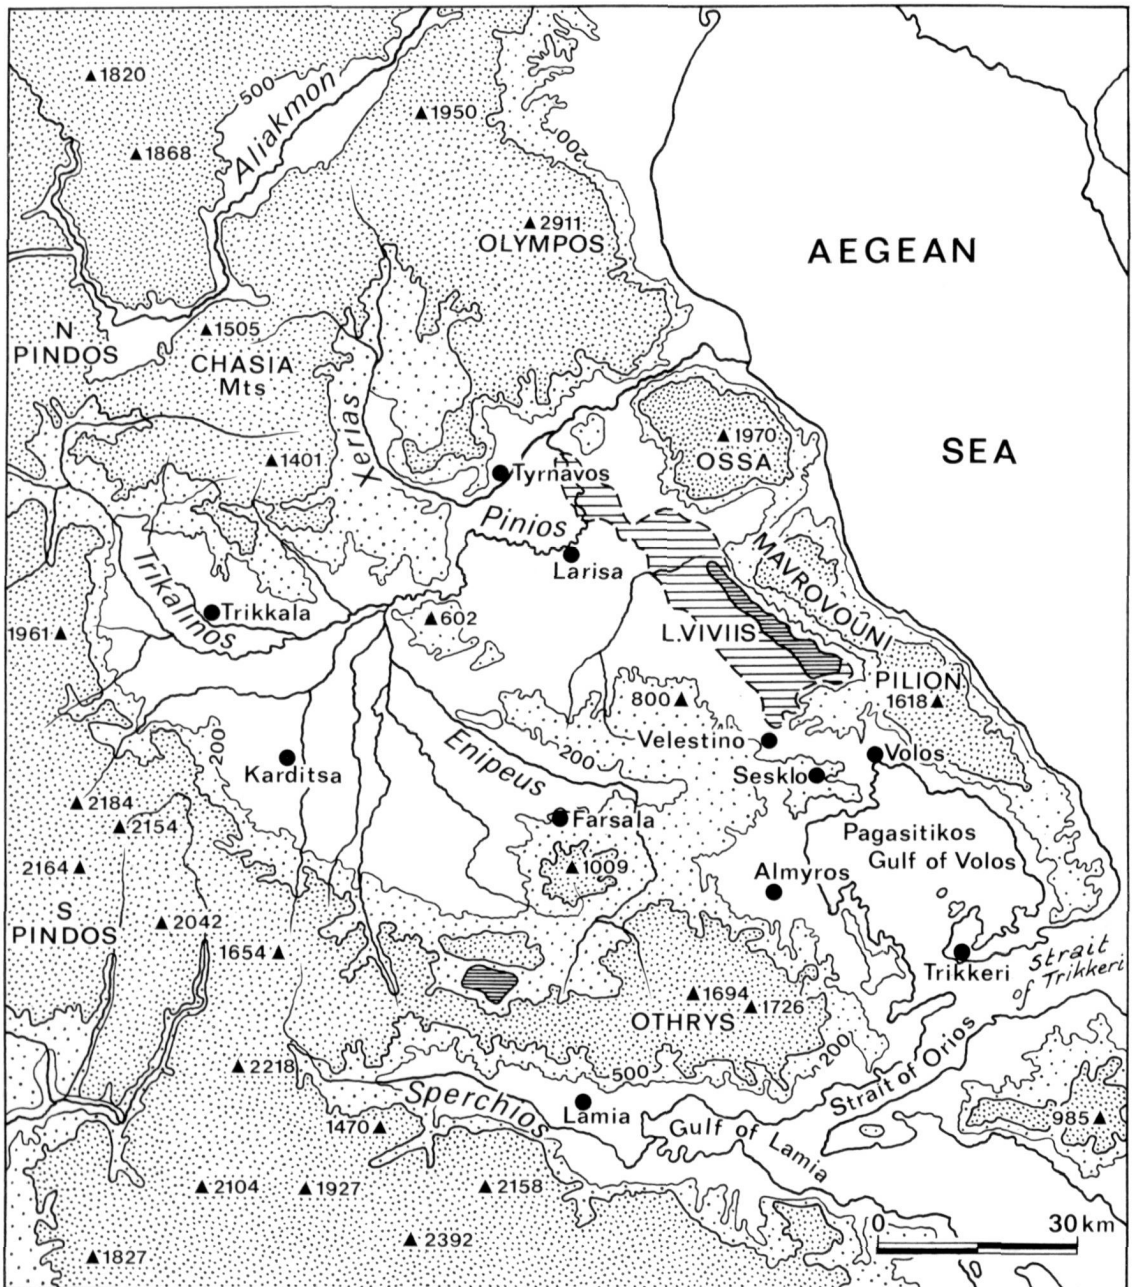 ▲1820
500
Aliakmon
▲1950
▲1868
200
▲2911
OLYMPOS
AEGEAN
SEA
N
PINDOS
▲1505
CHASIA
Mts
Xerias
▲1970
OSSA
▲1401
Tyrnavos
Pinios
Larisa
MAVROVOÛNI
Trikalinos
Trikkala
1961▲
▲602
L.VIVIIS
PILION
1618▲
800▲
Velestino
Volos
200
Enipeus
200
Karditsa
Sesklo
▲2184
▲2154
Farsala
Pagasitikos
Gulf of Volos
2164▲
▲1009
Almyros
S
PINDOS
▲2042
1654▲
Trikkeri
Strait
of Trikkeri
▲1694
▲1726
OTHRYS
200
500
▲2218
Sperchios
Lamia
Strait of Orios
Gulf of Lamia
1470▲
985▲
▲2104
▲1927
▲2158
▲2392
▲1827
0 30 km